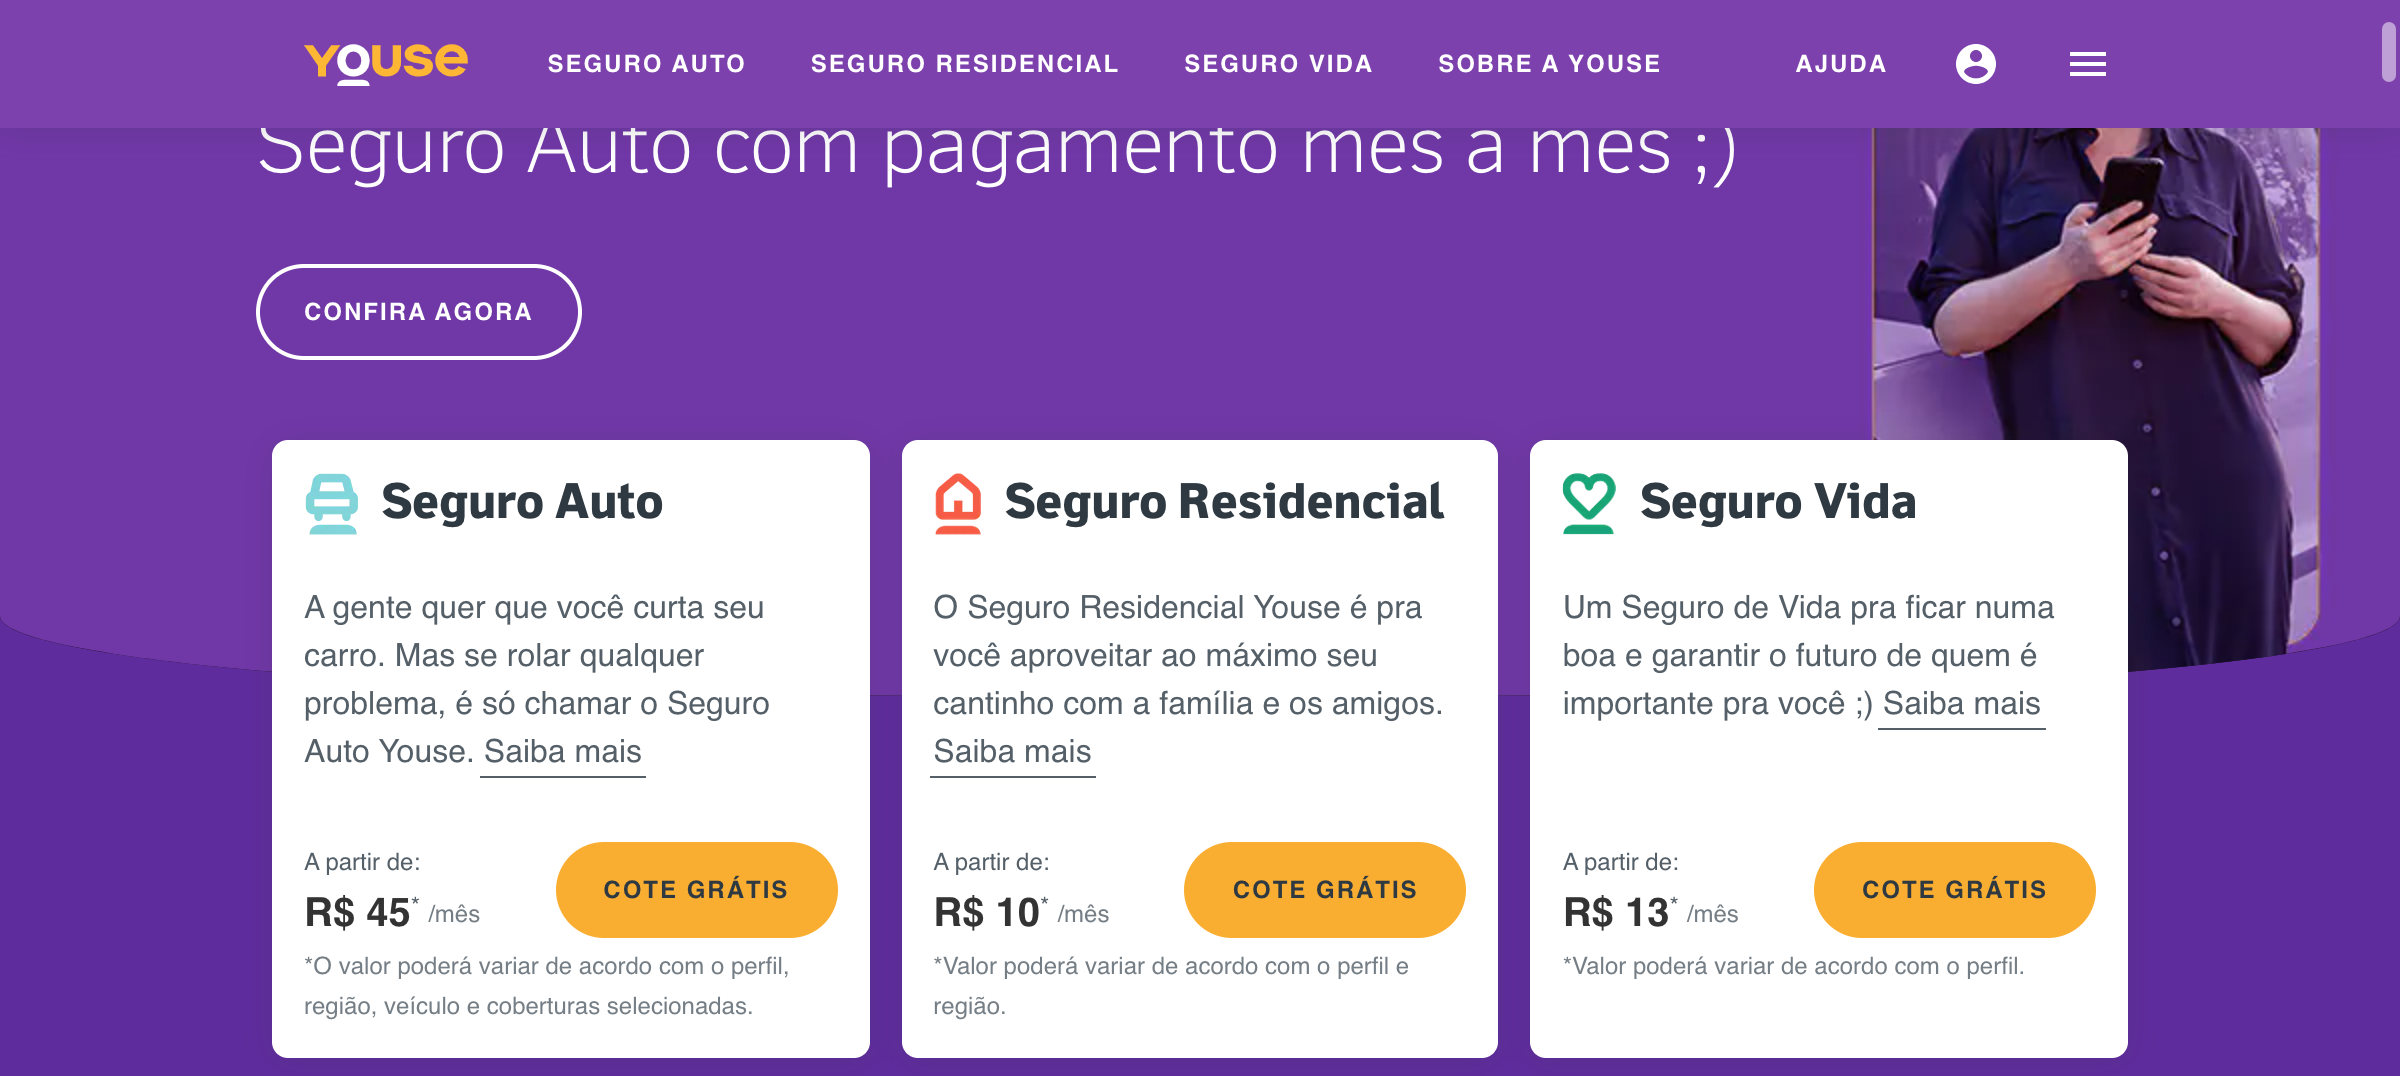 YOUSE
SEGURO AUTO
SEGURO RESIDENCIAL
SEGURO VIDA
SOBRE A YOUSE
AJUDA
Seguro Auto com pagamento mês a mês ;)
CONFIRA AGORA
Seguro Auto
A gente quer que você curta seu
carro. Mas se rolar qualquer
problema, é só chamar o Seguro
Auto Youse. Saiba mais
A partir de:
R$ 45* /mês
COTE GRÁTIS
*O valor poderá variar de acordo com o perfil,
região, veículo e coberturas selecionadas.
Seguro Residencial
O Seguro Residencial Youse é pra
você aproveitar ao máximo seu
cantinho com a família e os amigos.
Saiba mais
A partir de:
R$ 10* /mês
COTE GRÁTIS
*Valor poderá variar de acordo com o perfil e
região.
Seguro Vida
Um Seguro de Vida pra ficar numa
boa e garantir o futuro de quem é
importante pra você ;) Saiba mais
A partir de:
R$ 13* /mês
COTE GRÁTIS
*Valor poderá variar de acordo com o perfil.